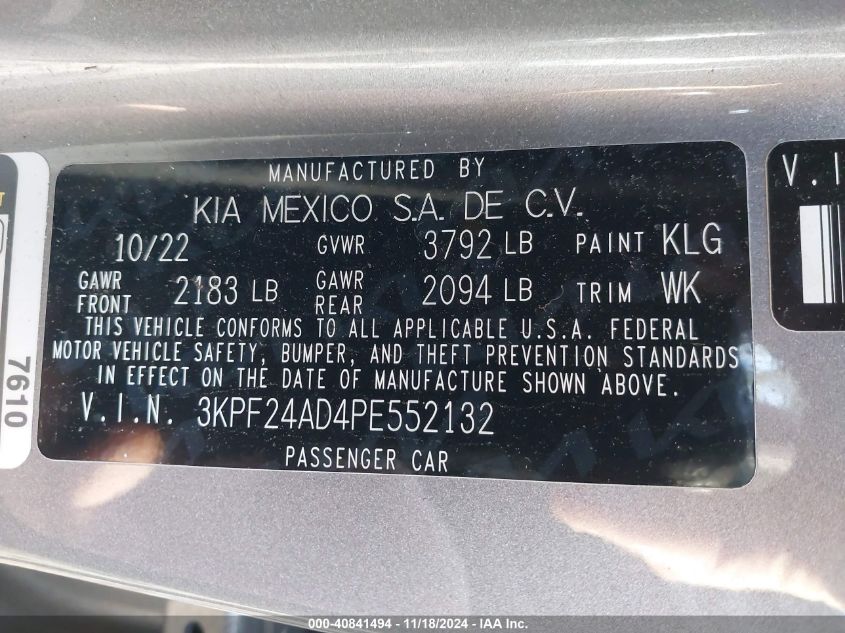 MANUFACTURED BY
KIA MEXICO S.A. DE C.V.
10/22 GVWR 3792 LB PAINT KLG
GAWR FRONT 2183 LB GAWR REAR 2094 LB TRIM WK
THIS VEHICLE CONFORMS TO ALL APPLICABLE U.S.A. FEDERAL
MOTOR VEHICLE SAFETY, BUMPER, AND THEFT PREVENTION STANDARDS
IN EFFECT ON THE DATE OF MANUFACTURE SHOWN ABOVE.
V.I.N. 3KPF24AD4PE552132
PASSENGER CAR
7610
V.I
000-40841494 - 11/18/2024 - IAA Inc.